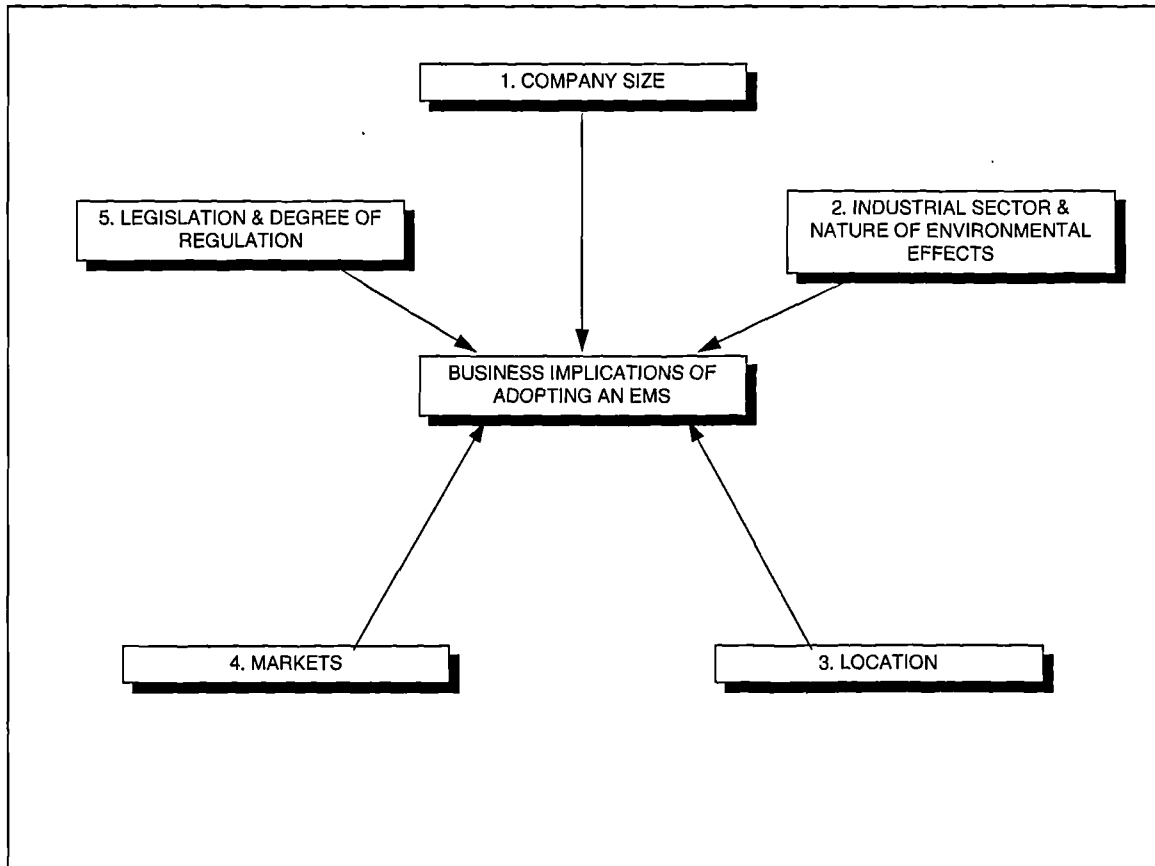 1. COMPANY SIZE
5. LEGISLATION & DEGREE OF
REGULATION
2. INDUSTRIAL SECTOR &
NATURE OF ENVIRONMENTAL
EFFECTS
BUSINESS IMPLICATIONS OF
ADOPTING AN EMS
4. MARKETS
3. LOCATION